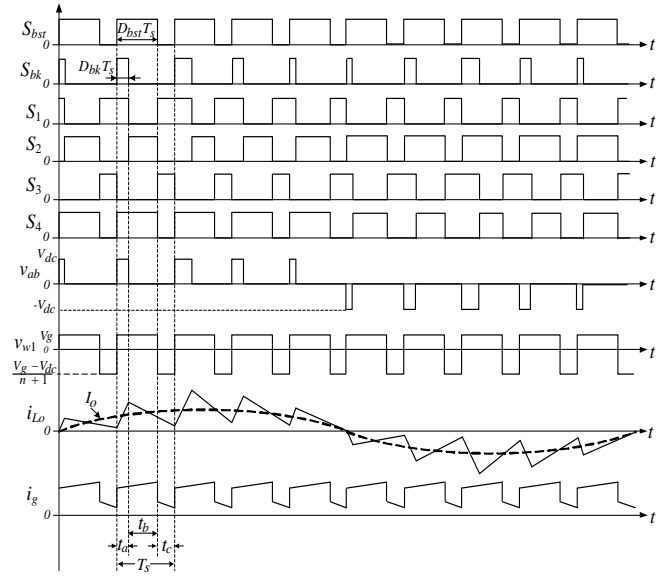 S_bst 0 D_bst T_s t
S_bk 0 D_bk T_s t
S_1 0 t
S_2 0 t
S_3 0 t
S_4 0 t
V_dc
v_ab 0 t
-V_dc
v_w1 V_g 0 t
V_g -V_dc
n + 1
I_o
i_Lo
0 t
i_g
0 t
t_b
t_a t_c
T_s